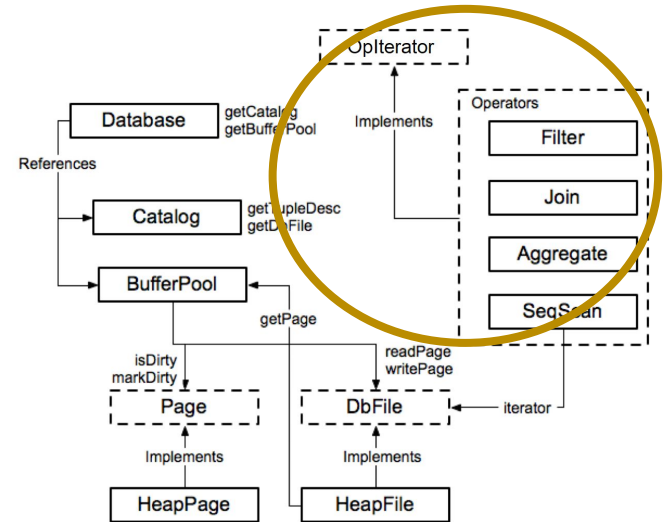 OpIterator
Operators
Implements
Filter
Database
getCatalog
getBufferPool
References
Join
Catalog
getTupleDesc
getDbFile
Aggregate
BufferPool
SeqScan
getPage
isDirty
markDirty
readPage
writePage
Page
DbFile
iterator
Implements
Implements
HeapPage
HeapFile